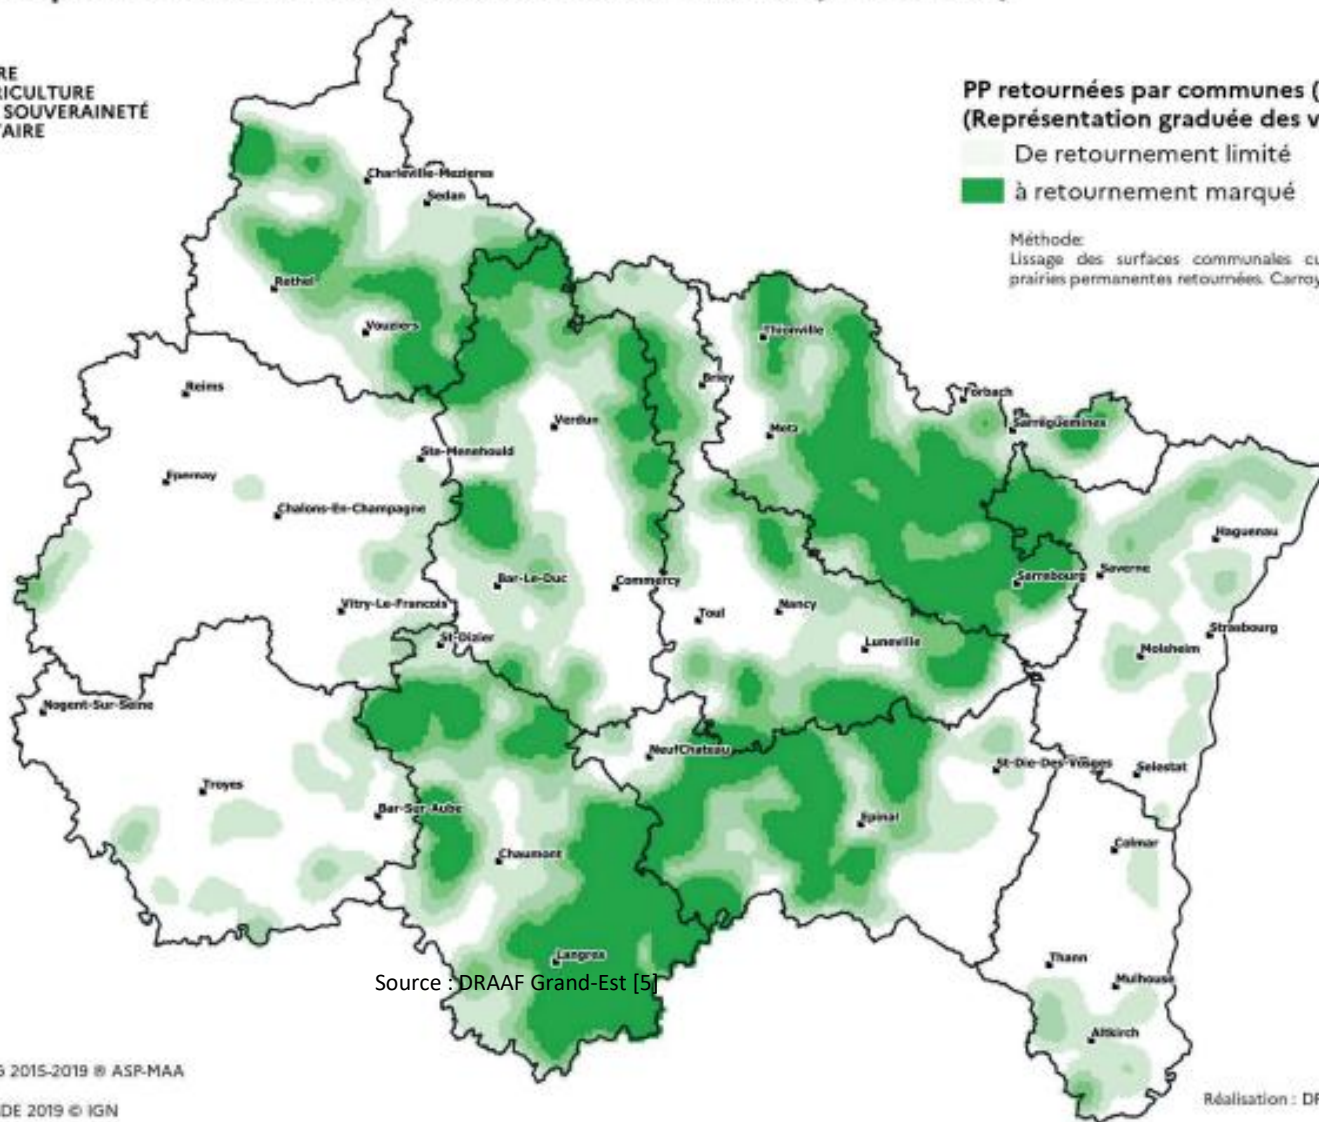 RE
RICULTURE
SOUVERAINETÉ
TAIRE
PP retournées par communes (
(Représentation graduée des v
De retournement limité
à retournement marqué
Méthode:
Lissage des surfaces communales cu
prairies permanentes retournées. Carroy
Charleville-Mezieres
Sedan
Rethel
Vouziers
Thionville
Briey
Reims
Forbach
Sarreguemines
Verdun
Metz
Ste-Menehould
Epernay
Chalons-En-Champagne
Haguenau
Bar-Le-Duc
Commercy
Sarrebourg
Saverne
Vitry-Le-Francois
Toul
Nancy
Strasbourg
St-Dizier
Luneville
Molsheim
Nogent-Sur-Seine
NeufChateau
St-Die-Des-Vosges
Selestat
Troyes
Bar-Sur-Aube
Epinal
Chaumont
Colmar
Langres
Thann
Source : DRAAF Grand-Est [5]
Mulhouse
Altkirch
2015-2019 ® ASP-MAA
DE 2019 © IGN
Réalisation : DR